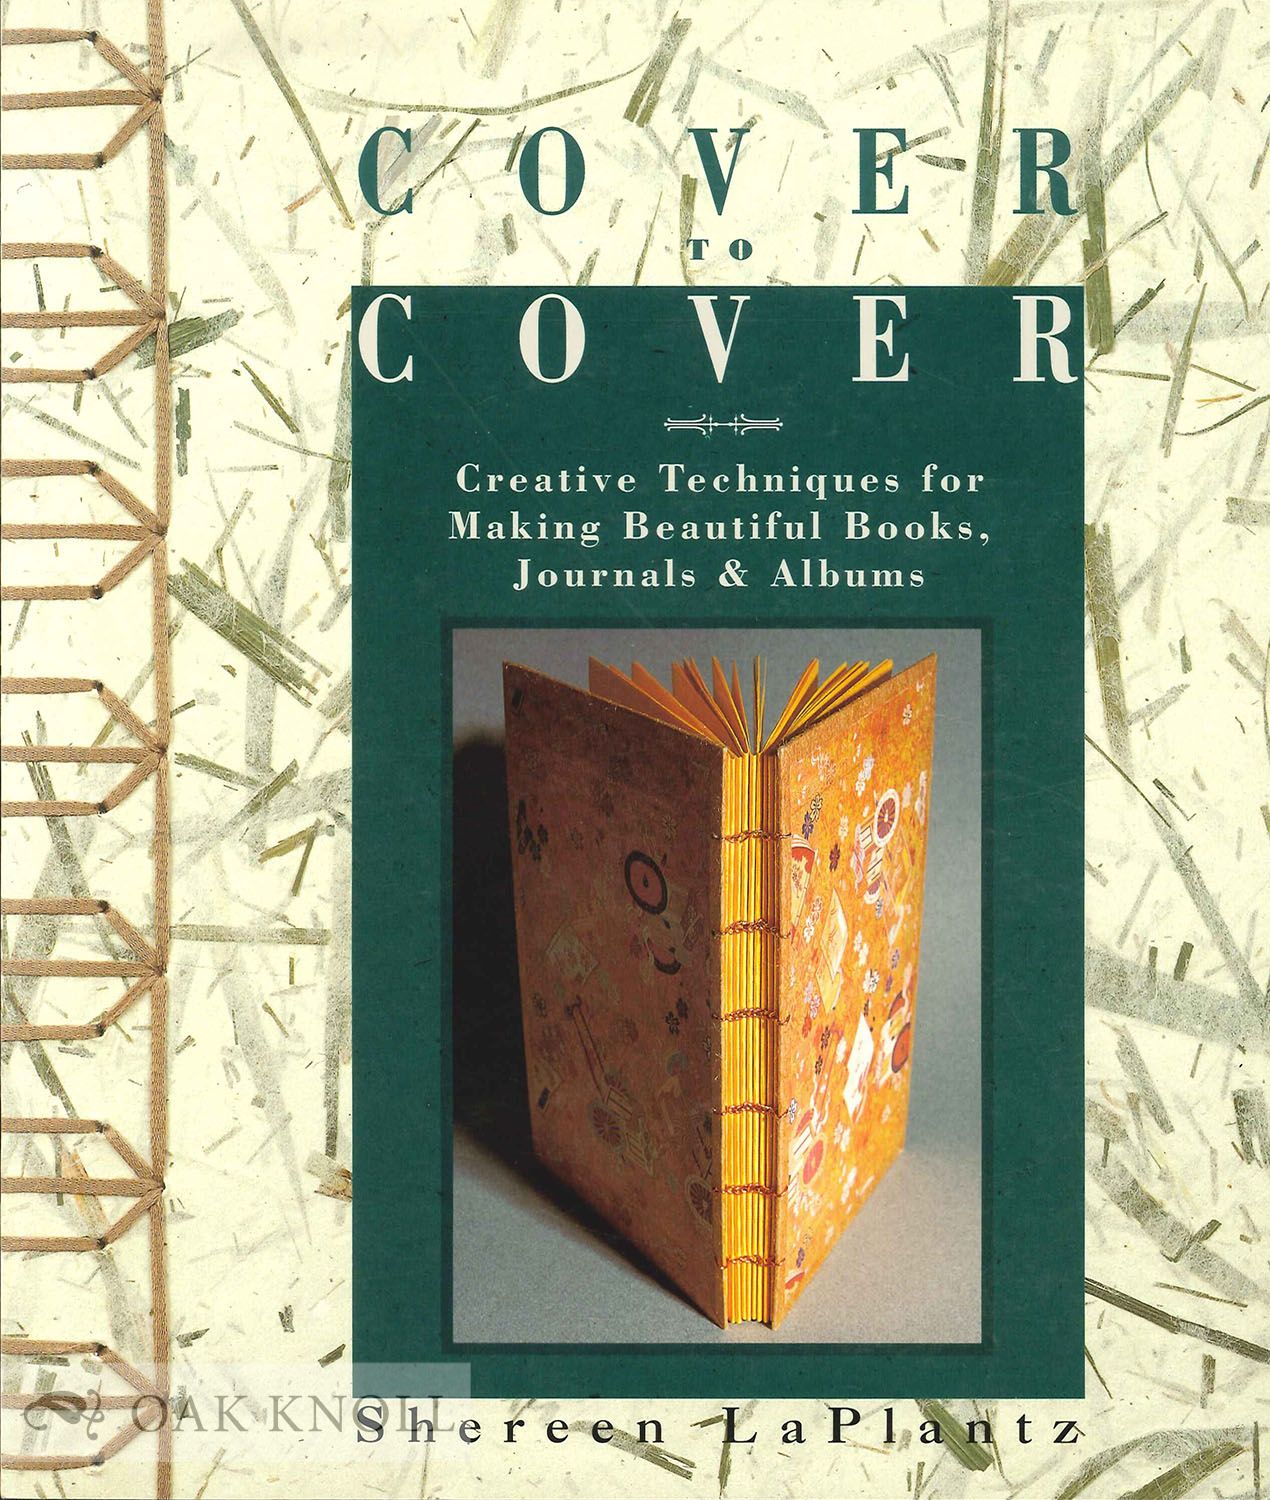 COVER
TO
COVER
Creative Techniques for
Making Beautiful Books,
Journals & Albums
OAK KNOLL
Shereen LaPlantz